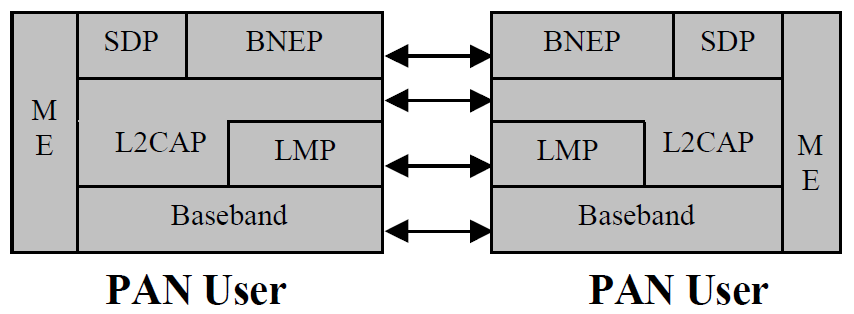 SDP BNEP BNEP SDP
M
E
L2CAP LMP LMP L2CAP
M
E
Baseband Baseband
PAN User PAN User